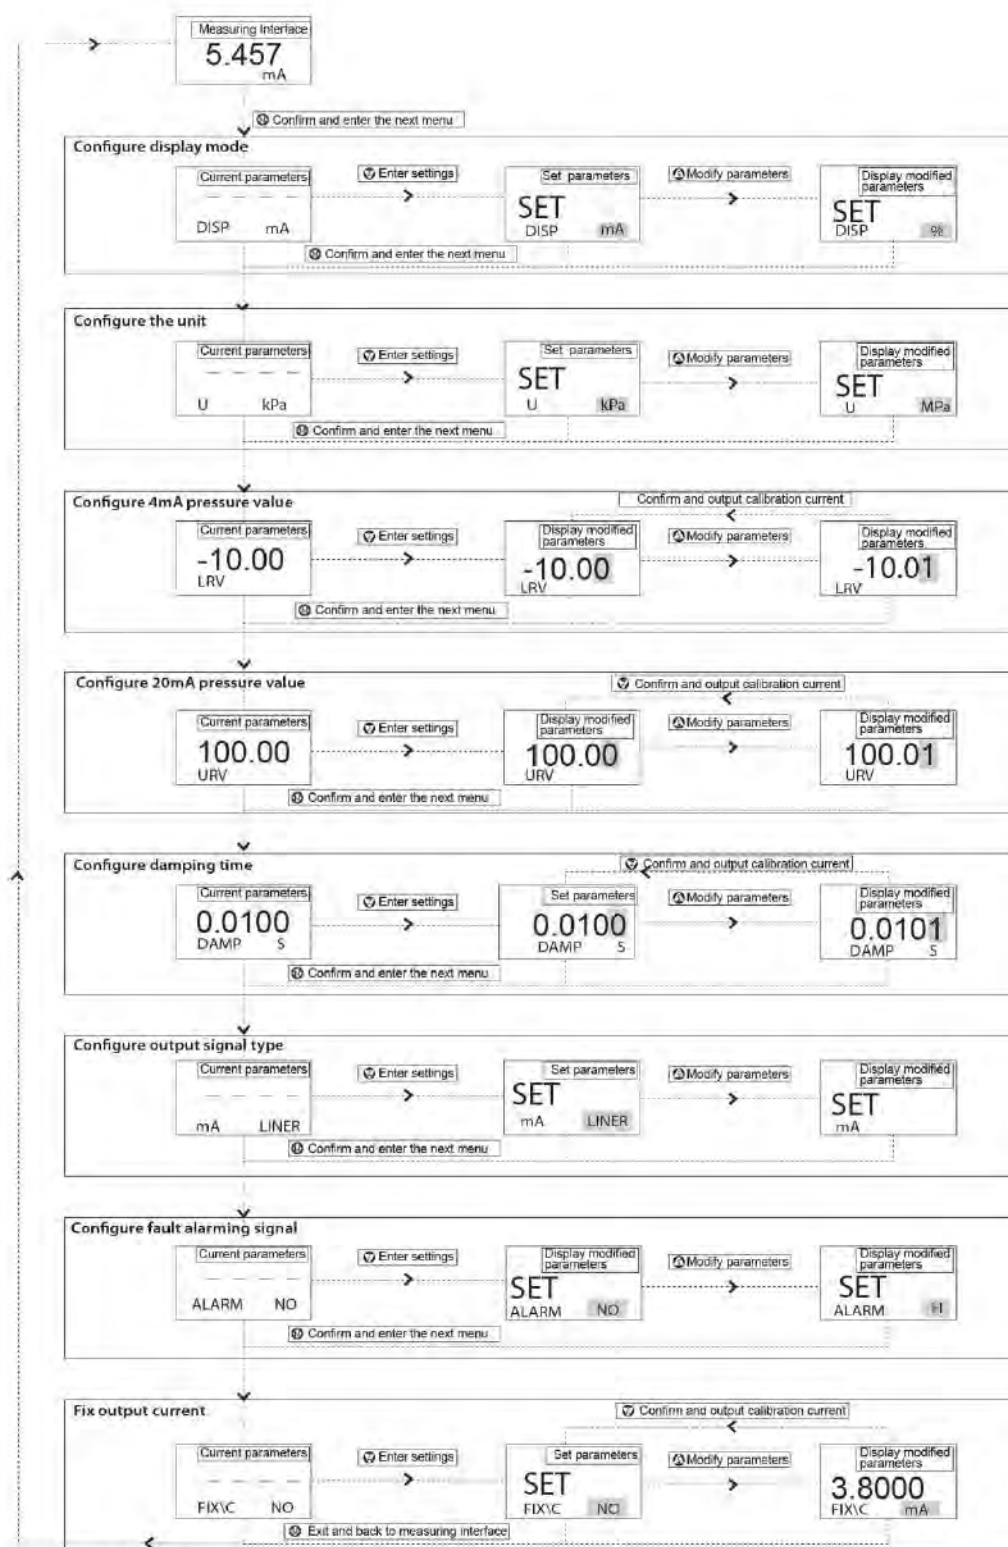 Measuring Interface
5.457
mA
Confirm and enter the next menu
Configure display mode
Current parameters
– – – –
DISP mA
Enter settings
Set parameters
SET
DISP mA
Modify parameters
Display modified
parameters
SET
DISP %
Confirm and enter the next menu
Configure the unit
Current parameters
– – – –
U kPa
Enter settings
Set parameters
SET
U kPa
Modify parameters
Display modified
parameters
SET
U MPa
Confirm and enter the next menu
Configure 4mA pressure value
Confirm and output calibration current
Current parameters
-10.00
LRV
Enter settings
Display modified
parameters
-10.00
LRV
Modify parameters
Display modified
parameters
-10.01
LRV
Confirm and enter the next menu
Configure 20mA pressure value
Confirm and output calibration current
Current parameters
100.00
URV
Enter settings
Display modified
parameters
100.00
URV
Modify parameters
Display modified
parameters
100.01
URV
Confirm and enter the next menu
Configure damping time
Confirm and output calibration current
Current parameters
0.0100
DAMP S
Enter settings
Set parameters
0.0100
DAMP S
Modify parameters
Display modified
parameters
0.0101
DAMP S
Confirm and enter the next menu
Configure output signal type
Current parameters
– – – –
mA LINER
Enter settings
Set parameters
SET
mA LINER
Modify parameters
Display modified
parameters
SET
mA
Confirm and enter the next menu
Configure fault alarming signal
Current parameters
– – – –
ALARM NO
Enter settings
Display modified
parameters
SET
ALARM NO
Modify parameters
Display modified
parameters
SET
ALARM HI
Confirm and enter the next menu
Fix output current
Confirm and output calibration current
Current parameters
– – – –
FIX\C NO
Enter settings
Set parameters
SET
FIX\C NO
Modify parameters
Display modified
parameters
3.8000
FIX\C mA
Exit and back to measuring interface